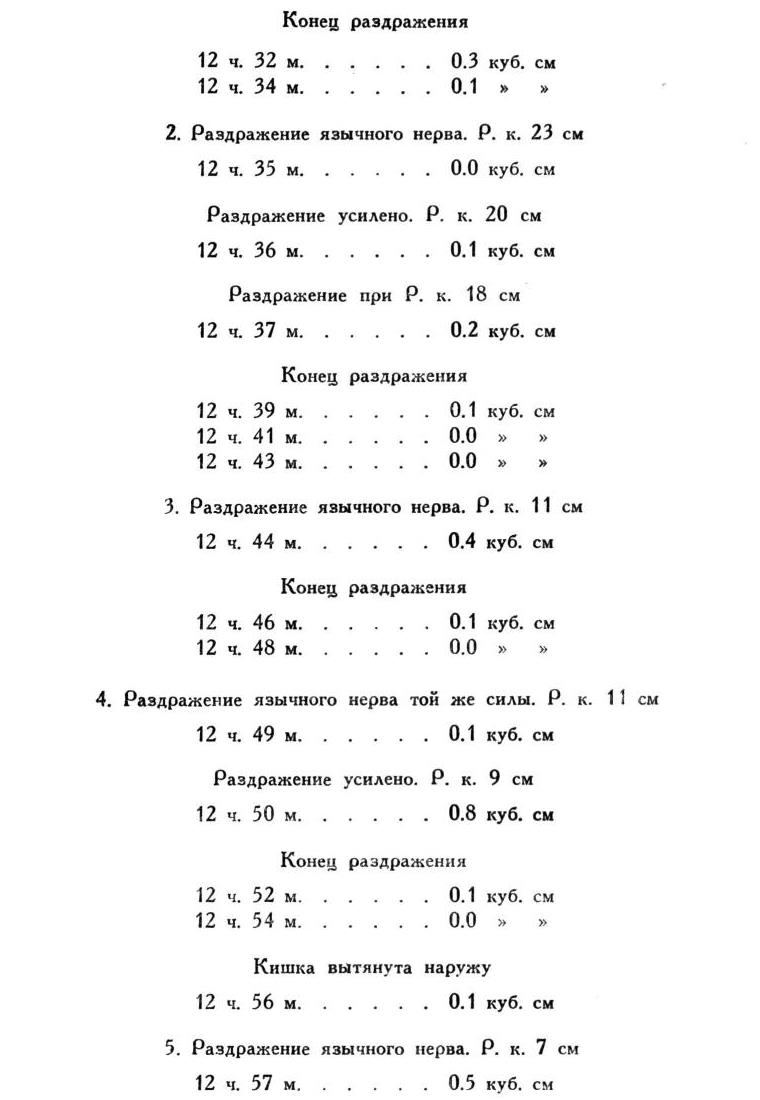 Конец раздражения
12 ч. 32 м. . . . . . 0.3 куб. см
12 ч. 34 м. . . . . . 0.1 » »
2. Раздражение язычного нерва. Р. к. 23 см
12 ч. 35 м. . . . . . 0.0 куб. см
Раздражение усилено. Р. к. 20 см
12 ч. 36 м. . . . . . 0.1 куб. см
Раздражение при Р. к. 18 см
12 ч. 37 м. . . . . . 0.2 куб. см
Конец раздражения
12 ч. 39 м. . . . . . 0.1 куб. см
12 ч. 41 м. . . . . . 0.0 » »
12 ч. 43 м. . . . . . 0.0 » »
3. Раздражение язычного нерва. Р. к. 11 см
12 ч. 44 м. . . . . . 0.4 куб. см
Конец раздражения
12 ч. 46 м. . . . . . 0.1 куб. см
12 ч. 48 м. . . . . . 0.0 » »
4. Раздражение язычного нерва той же силы. Р. к. 11 см
12 ч. 49 м. . . . . . 0.1 куб. см
Раздражение усилено. Р. к. 9 см
12 ч. 50 м. . . . . . 0.8 куб. см
Конец раздражения
12 ч. 52 м. . . . . . 0.1 куб. см
12 ч. 54 м. . . . . . 0.0 » »
Кишка вытянута наружу
12 ч. 56 м. . . . . . 0.1 куб. см
5. Раздражение язычного нерва. Р. к. 7 см
12 ч. 57 м. . . . . . 0.5 куб. см